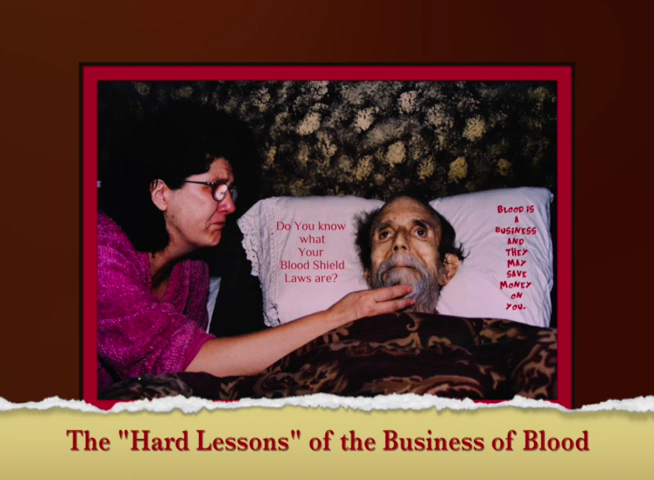 Do You know
what
Your
Blood Shield
Laws are?
BLOOD IS
A
BUSINESS
AND
THEY
MAY
SAVE
MONEY
ON
YOU.
The "Hard Lessons" of the Business of Blood